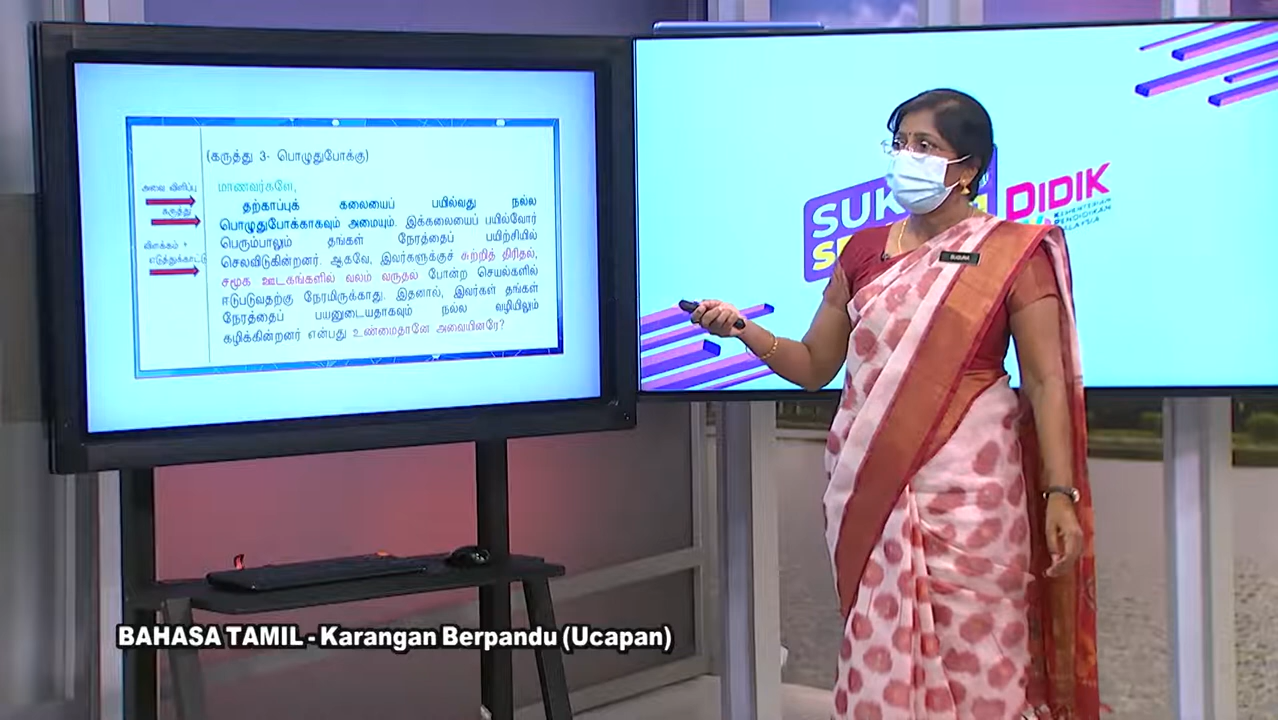 (கருத்து 3- பொழுதுபோக்கு)
அவை விளிப்பு
கருத்து
விளக்கம் +
எடுத்துக்காட்டு
மாணவர்களே,
தற்காப்புக் கலையைப் பயில்வது நல்ல
பொழுதுபோக்காகவும் அமையும். இக்கலையைப் பயில்வோர்
பெரும்பாலும் தங்கள் நேரத்தைப் பயிற்சியில்
செலவிடுகின்றனர். ஆகவே, இவர்களுக்குச் சுற்றித் திரிதல்,
சமூக ஊடகங்களில் வலம் வருதல் போன்ற செயல்களில்
ஈடுபடுவதற்கு நேரமிருக்காது. இதனால், இவர்கள் தங்கள்
நேரத்தைப் பயனுடையதாகவும் நல்ல வழியிலும்
கழிக்கின்றனர் என்பது உண்மைதானே அவையினரே?
DIDIK
KEMENTERIAN
PENDIDIKAN
BAHASA TAMIL - Karangan Berpandu (Ucapan)